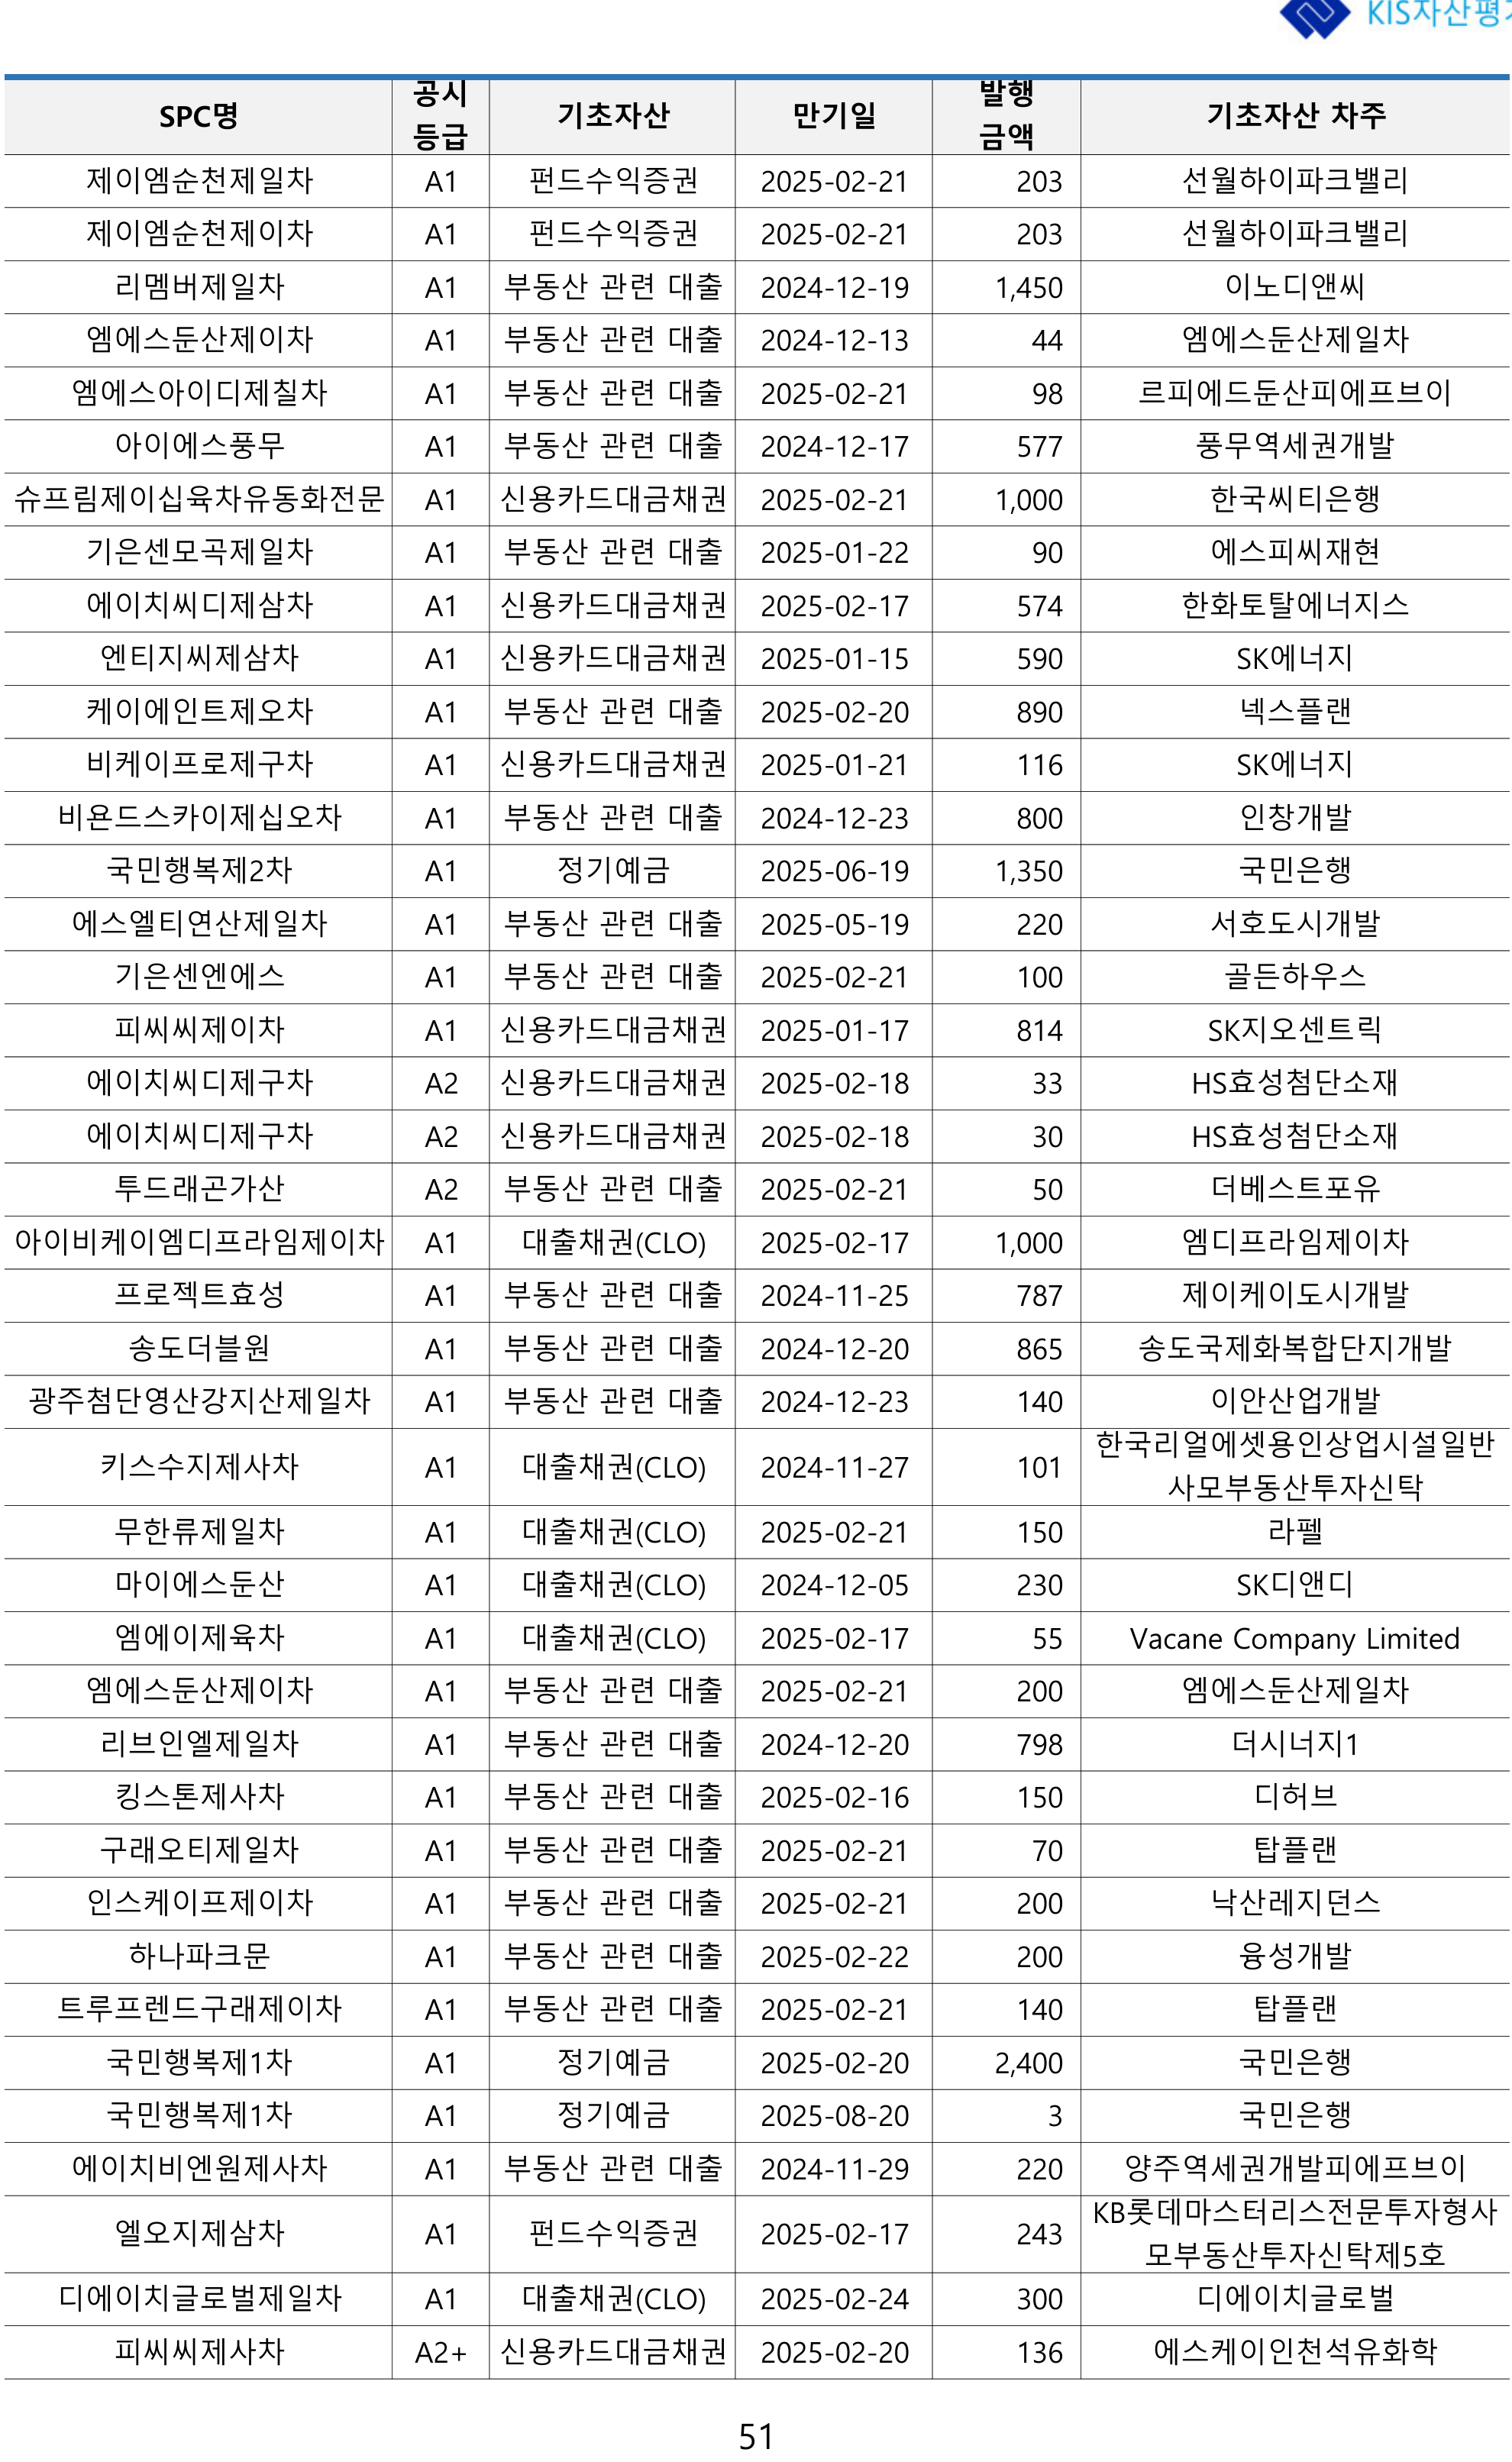 KIS자산평가
SPC명 공시등급 기초자산 만기일 발행금액 기초자산 차주
제이엠순천제일차 A1 펀드수익증권 2025-02-21 203 선월하이파크밸리
제이엠순천제이차 A1 펀드수익증권 2025-02-21 203 선월하이파크밸리
리멤버제일차 A1 부동산 관련 대출 2024-12-19 1,450 이노디앤씨
엠에스둔산제이차 A1 부동산 관련 대출 2024-12-13 44 엠에스둔산제일차
엠에스아이디제칠차 A1 부동산 관련 대출 2025-02-21 98 르피에드둔산피에프브이
아이에스풍무 A1 부동산 관련 대출 2024-12-17 577 풍무역세권개발
슈프림제이십육차유동화전문 A1 신용카드대금채권 2025-02-21 1,000 한국씨티은행
기은센모곡제일차 A1 부동산 관련 대출 2025-01-22 90 에스피씨재현
에이치씨디제삼차 A1 신용카드대금채권 2025-02-17 574 한화토탈에너지스
엔티지씨제삼차 A1 신용카드대금채권 2025-01-15 590 SK에너지
케이에인트제오차 A1 부동산 관련 대출 2025-02-20 890 넥스플랜
비케이프로제구차 A1 신용카드대금채권 2025-01-21 116 SK에너지
비욘드스카이제십오차 A1 부동산 관련 대출 2024-12-23 800 인창개발
국민행복제2차 A1 정기예금 2025-06-19 1,350 국민은행
에스엘티연산제일차 A1 부동산 관련 대출 2025-05-19 220 서호도시개발
기은센엔에스 A1 부동산 관련 대출 2025-02-21 100 골든하우스
피씨씨제이차 A1 신용카드대금채권 2025-01-17 814 SK지오센트릭
에이치씨디제구차 A2 신용카드대금채권 2025-02-18 33 HS효성첨단소재
에이치씨디제구차 A2 신용카드대금채권 2025-02-18 30 HS효성첨단소재
투드래곤가산 A2 부동산 관련 대출 2025-02-21 50 더베스트포유
아이비케이엠디프라임제이차 A1 대출채권(CLO) 2025-02-17 1,000 엠디프라임제이차
프로젝트효성 A1 부동산 관련 대출 2024-11-25 787 제이케이도시개발
송도더블원 A1 부동산 관련 대출 2024-12-20 865 송도국제화복합단지개발
광주첨단영산강지산제일차 A1 부동산 관련 대출 2024-12-23 140 이안산업개발
키스수지제사차 A1 대출채권(CLO) 2024-11-27 101 한국리얼에셋용인상업시설일반
사모부동산투자신탁
무한류제일차 A1 대출채권(CLO) 2025-02-21 150 라펠
마이에스둔산 A1 대출채권(CLO) 2024-12-05 230 SK디앤디
엠에이제육차 A1 대출채권(CLO) 2025-02-17 55 Vacane Company Limited
엠에스둔산제이차 A1 부동산 관련 대출 2025-02-21 200 엠에스둔산제일차
리브인엘제일차 A1 부동산 관련 대출 2024-12-20 798 더시너지1
킹스톤제사차 A1 부동산 관련 대출 2025-02-16 150 디허브
구래오티제일차 A1 부동산 관련 대출 2025-02-21 70 탑플랜
인스케이프제이차 A1 부동산 관련 대출 2025-02-21 200 낙산레지던스
하나파크문 A1 부동산 관련 대출 2025-02-22 200 융성개발
트루프렌드구래제이차 A1 부동산 관련 대출 2025-02-21 140 탑플랜
국민행복제1차 A1 정기예금 2025-02-20 2,400 국민은행
국민행복제1차 A1 정기예금 2025-08-20 3 국민은행
에이치비엔원제사차 A1 부동산 관련 대출 2024-11-29 220 양주역세권개발피에프브이
엘오지제삼차 A1 펀드수익증권 2025-02-17 243 KB롯데마스터리스전문투자형사
모부동산투자신탁제5호
디에이치글로벌제일차 A1 대출채권(CLO) 2025-02-24 300 디에이치글로벌
피씨씨제사차 A2+ 신용카드대금채권 2025-02-20 136 에스케이인천석유화학
51